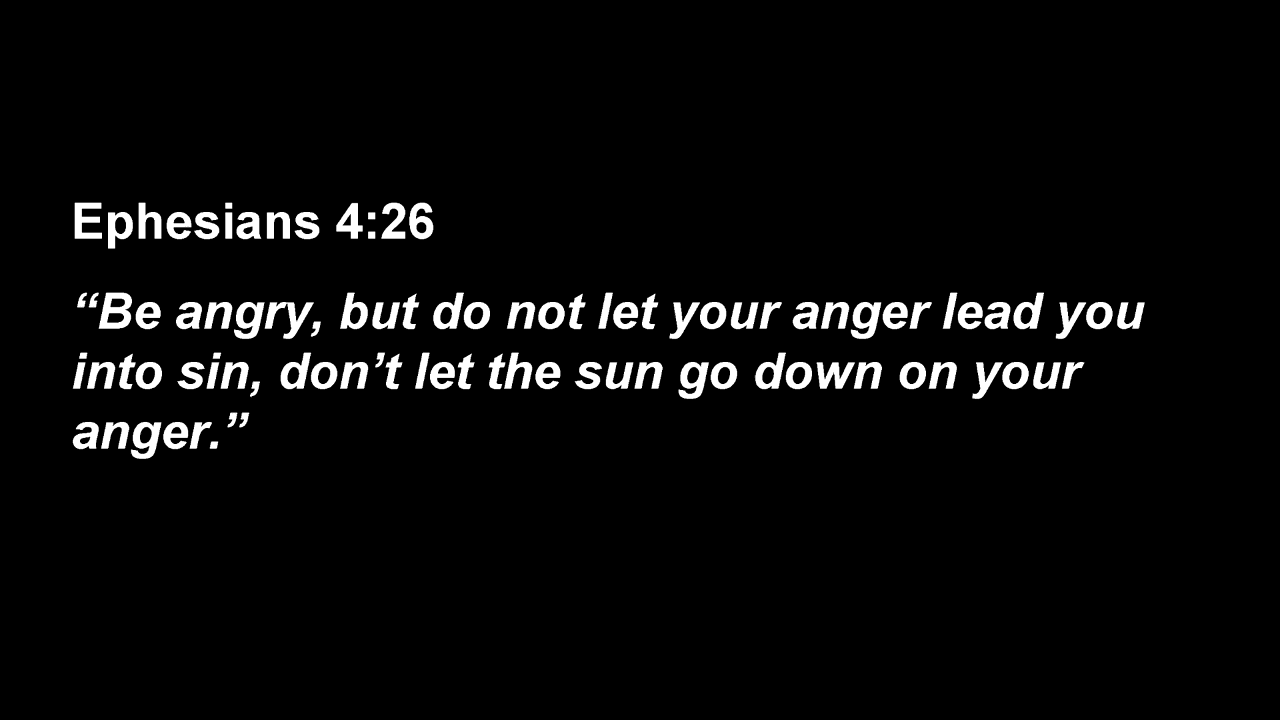 Ephesians 4:26
“Be angry, but do not let your anger lead you
into sin, don’t let the sun go down on your
anger.”